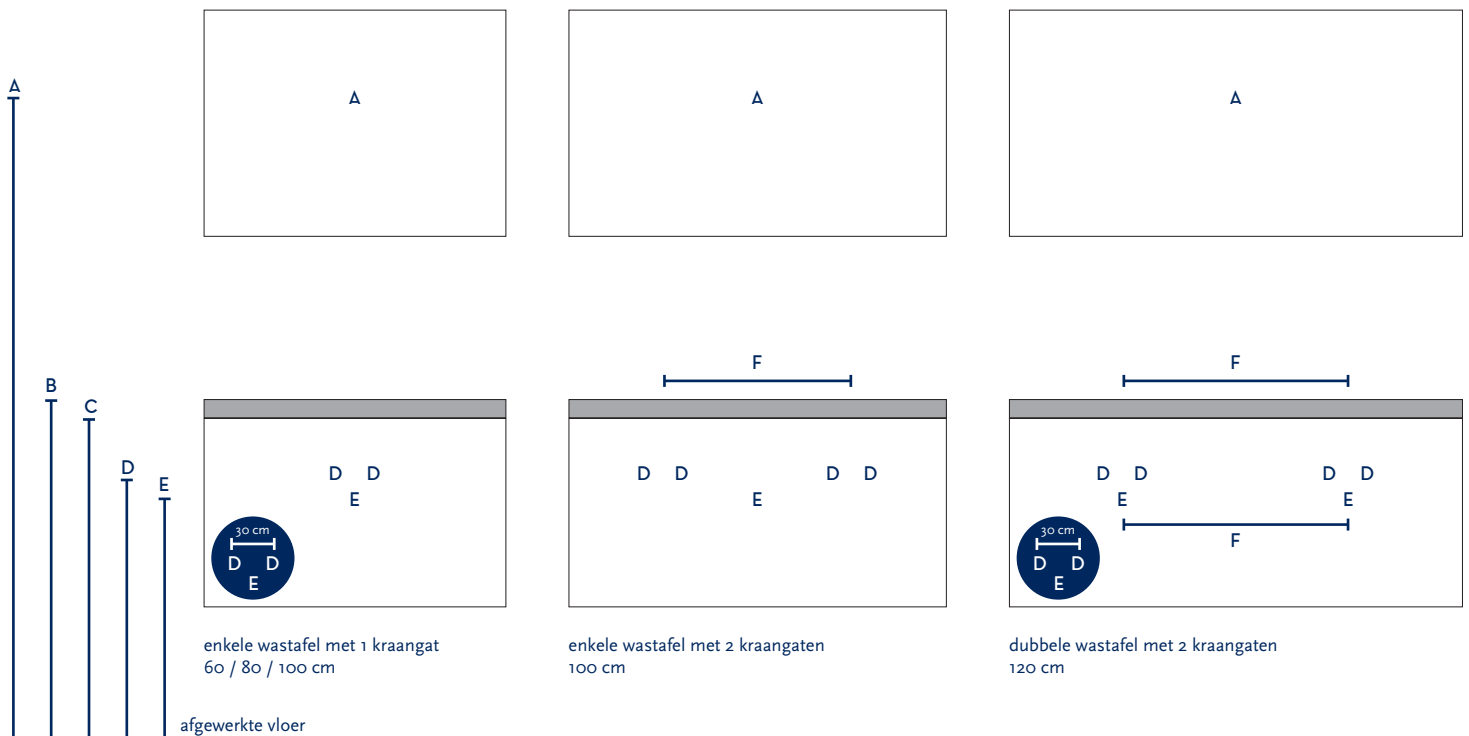 A
A
A
A
B
C
D
E
F
F
D D
E
D D
D D
E
D D
D D
E
E
F
30 cm
D D
E
30 cm
D D
E
enkele wastafel met 1 kraangat
60 / 80 / 100 cm
enkele wastafel met 2 kraangaten
100 cm
dubbele wastafel met 2 kraangaten
120 cm
afgewerkte vloer